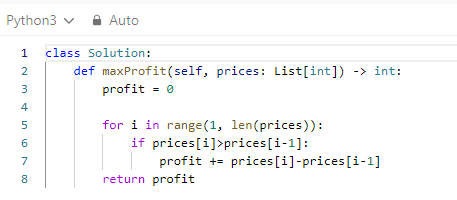 Python3 Auto
1 class Solution:
2     def maxProfit(self, prices: List[int]) -> int:
3         profit = 0
4
5         for i in range(1, len(prices)):
6             if prices[i]>prices[i-1]:
7                 profit += prices[i]-prices[i-1]
8         return profit